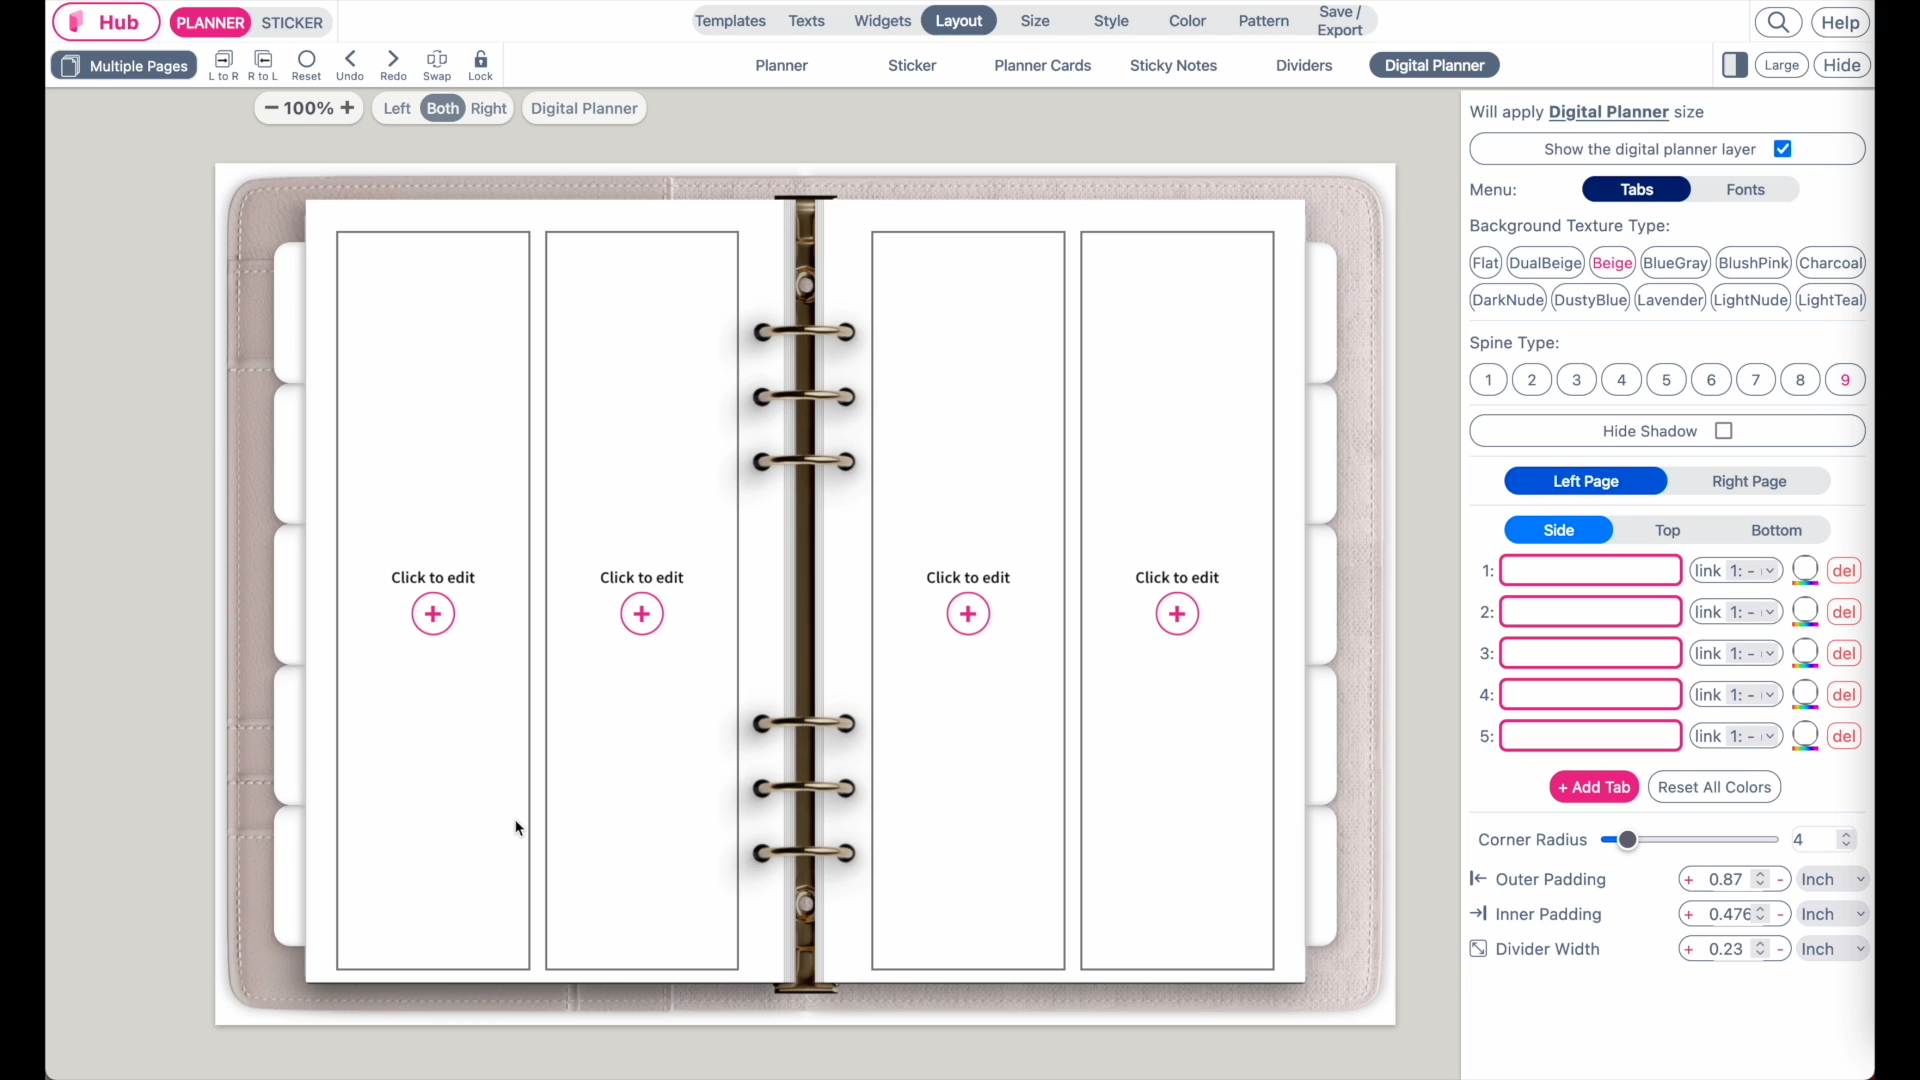 Hub PLANNER STICKER
Templates Texts Widgets Layout Size Style Color Pattern Save / Export
Help
Multiple Pages L to R R to L Reset Undo Redo Swap Lock
Planner Sticker Planner Cards Sticky Notes Dividers Digital Planner
Large Hide
− 100% + Left Both Right Digital Planner
Will apply Digital Planner size
Show the digital planner layer
Menu: Tabs Fonts
Background Texture Type:
Flat DualBeige Beige BlueGray BlushPink Charcoal
DarkNude DustyBlue Lavender LightNude LightTeal
Spine Type:
1 2 3 4 5 6 7 8 9
Hide Shadow
Left Page Right Page
Side Top Bottom
1: link 1: - del
2: link 1: - del
3: link 1: - del
4: link 1: - del
5: link 1: - del
+ Add Tab Reset All Colors
Corner Radius 4
Outer Padding + 0.87 - Inch
Inner Padding + 0.476 - Inch
Divider Width + 0.23 - Inch
Click to edit Click to edit Click to edit Click to edit
+ + + +